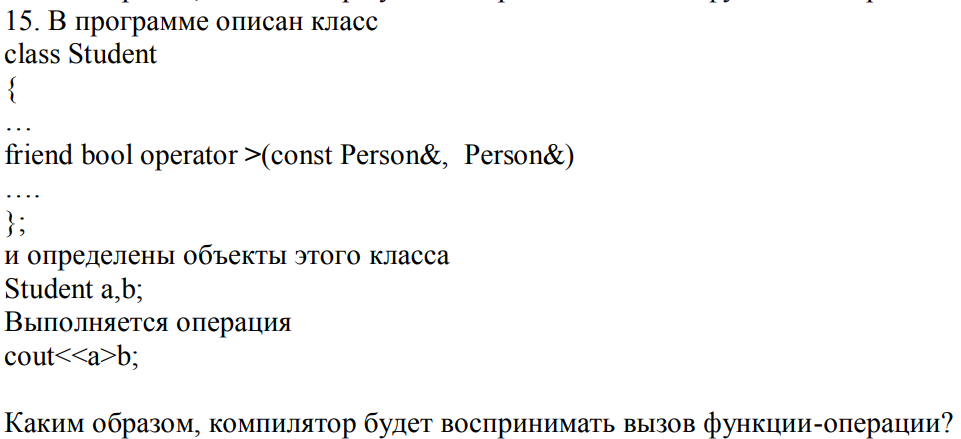 15. В программе описан класс
class Student
{
…
friend bool operator >(const Person&, Person&)
….
};
и определены объекты этого класса
Student a,b;
Выполняется операция
cout<<a>b;
Каким образом, компилятор будет воспринимать вызов функции-операции?